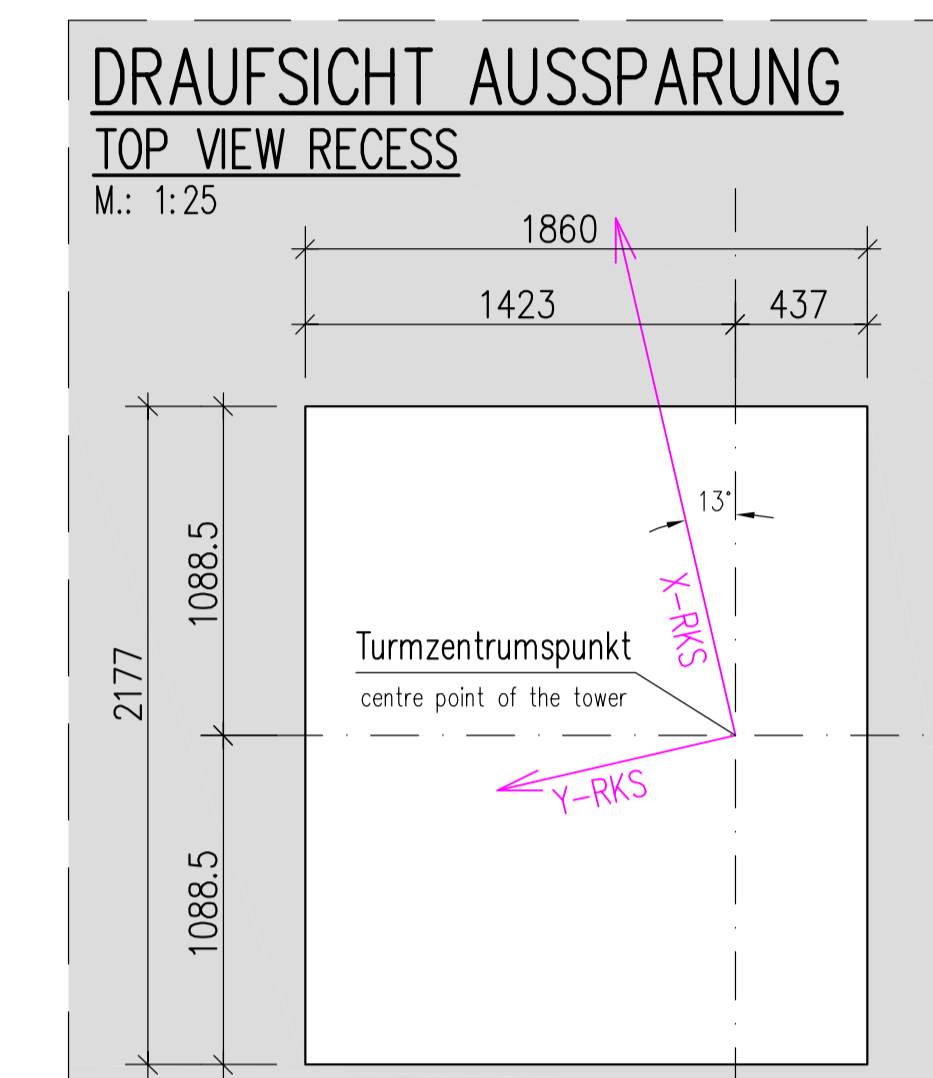 DRAUFSICHT AUSSPARUNG
TOP VIEW RECESS
M.: 1:25
1860
1423
437
13°
1088.5
X-RKS
Turmzentrumspunkt
centre point of the tower
2177
Y-RKS
1088.5